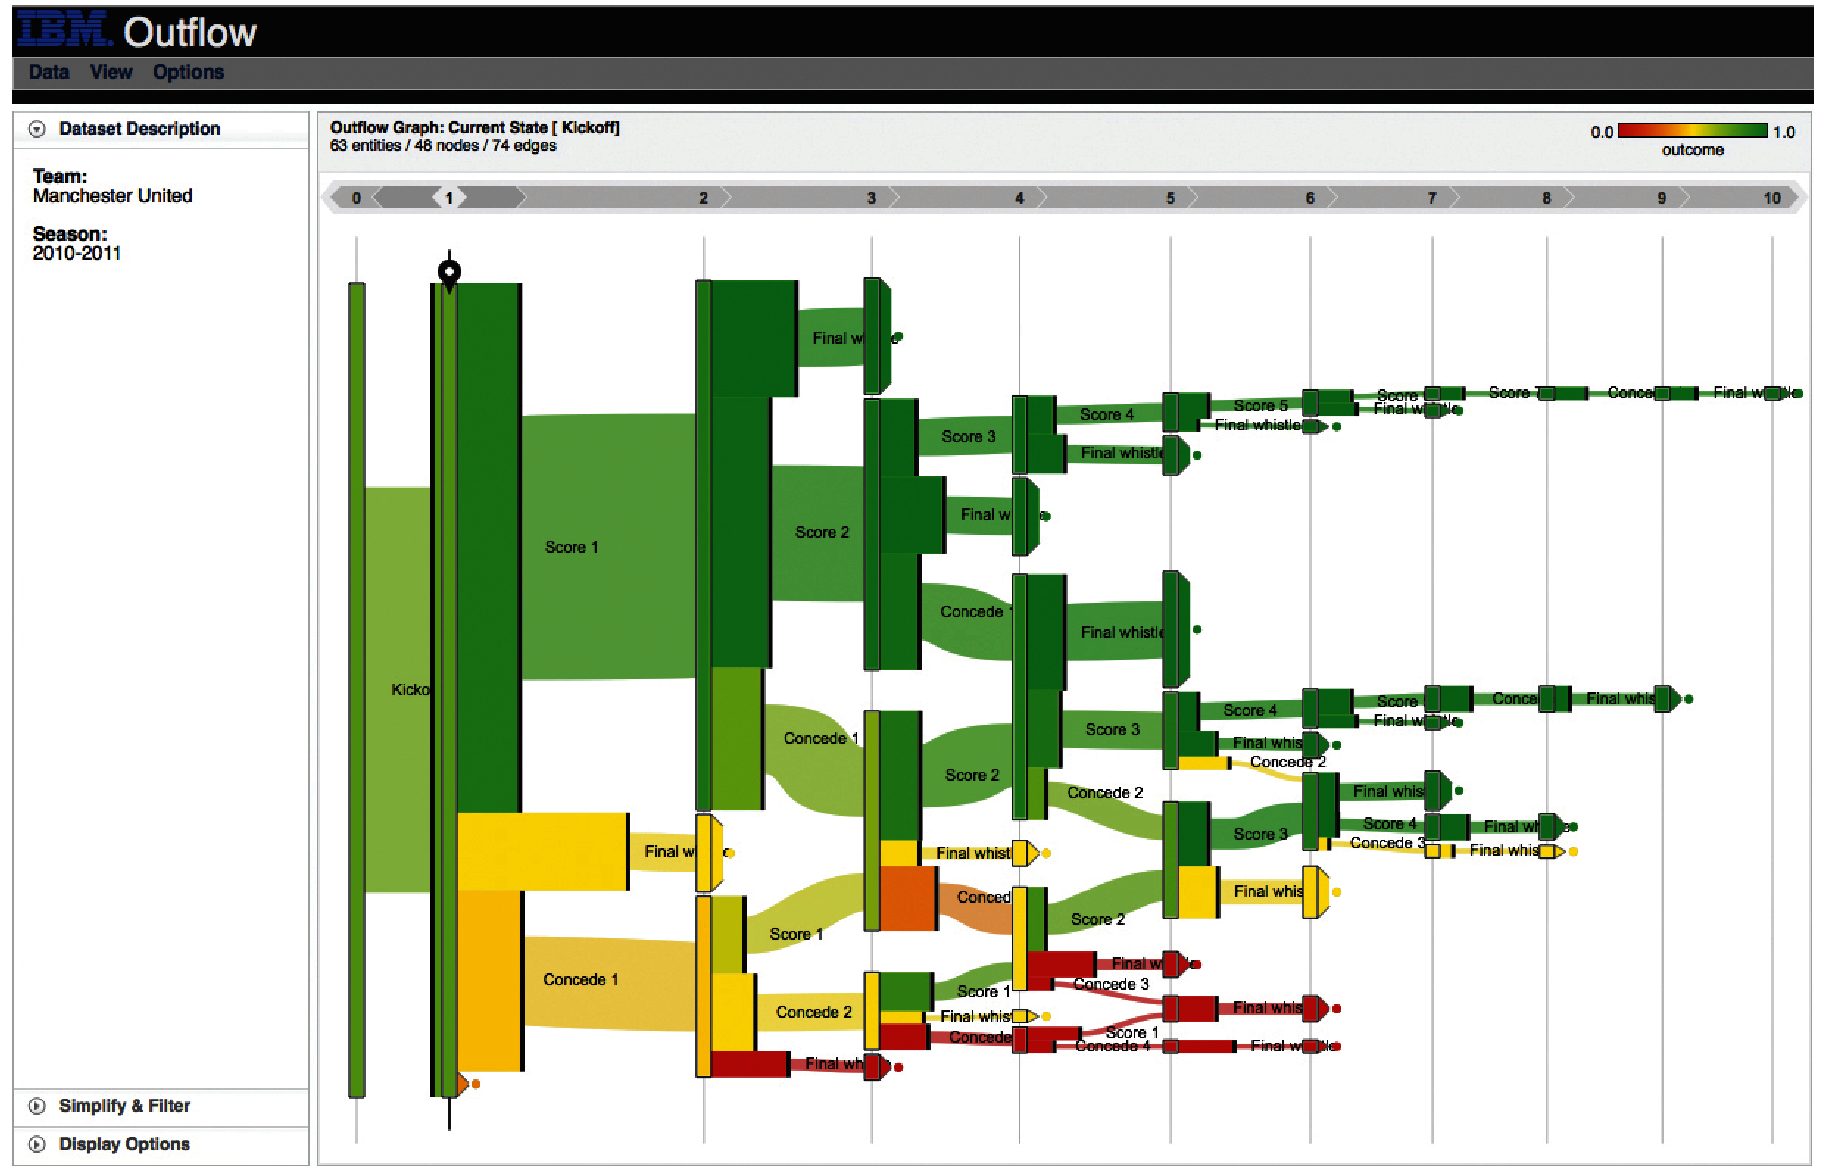 IBM. Outflow
Data View Options
Dataset Description
Team:
Manchester United
Season:
2010-2011
Simplify & Filter
Display Options
Outflow Graph: Current State [ Kickoff]
63 entities / 48 nodes / 74 edges
0.0 1.0
outcome
0 1 2 3 4 5 6 7 8 9 10
Final w
Score Score 7 Conce Final w
Score 4 Score 5 Final w
Final whistle
Score 3
Final whistle
Final w
Score 2
Score 1
Concede 1
Final whistle
Kicko
Score Conce Final whis
Score 4 Final w
Score 3
Concede 1
Final whis
Concede 2
Score 2
Concede 2
Final whis
Score 4 Final wh
Score 3
Concede 3 Final whis
Final w
Final whist
Final whis
Conced
Score 2
Score 1
Final w
Concede 1
Concede 3
Score 1
Final whis
Concede 2
Final whis
Score 1
Concede
Concede 4 Final w
Final wh